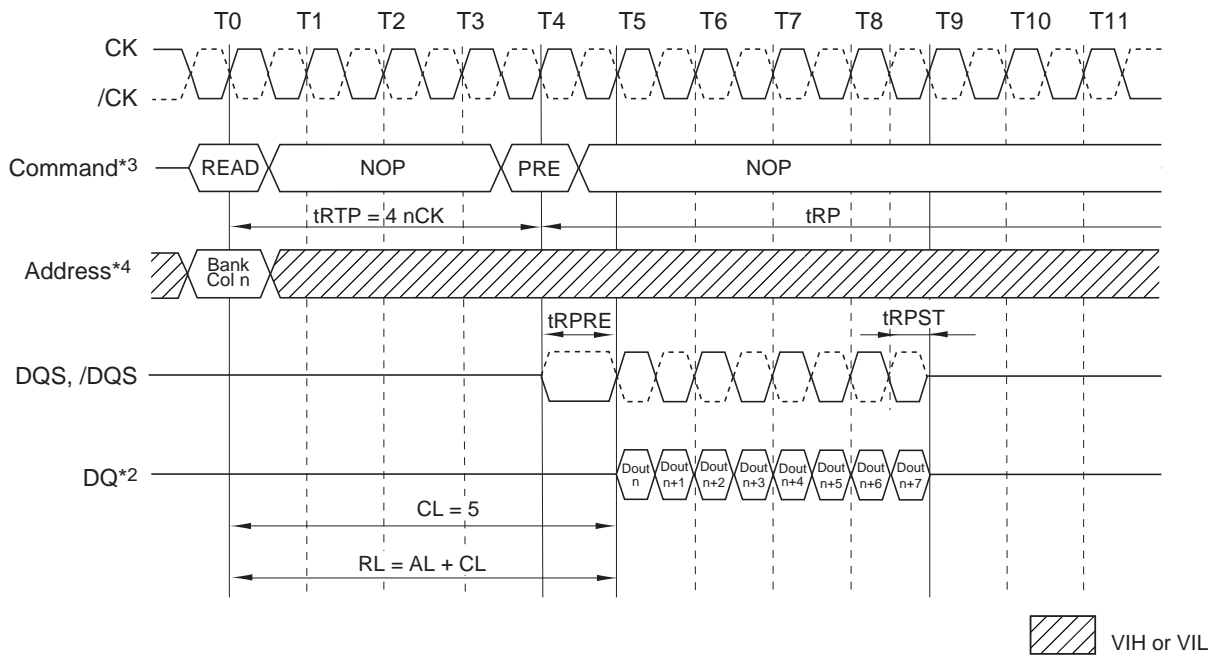 T0 T1 T2 T3 T4 T5 T6 T7 T8 T9 T10 T11
CK
/CK
Command*3 READ NOP PRE NOP
tRTP = 4 nCK tRP
Address*4 Bank Col n
tRPRE tRPST
DQS, /DQS
DQ*2 Dout n Dout n+1 Dout n+2 Dout n+3 Dout n+4 Dout n+5 Dout n+6 Dout n+7
CL = 5
RL = AL + CL
VIH or VIL